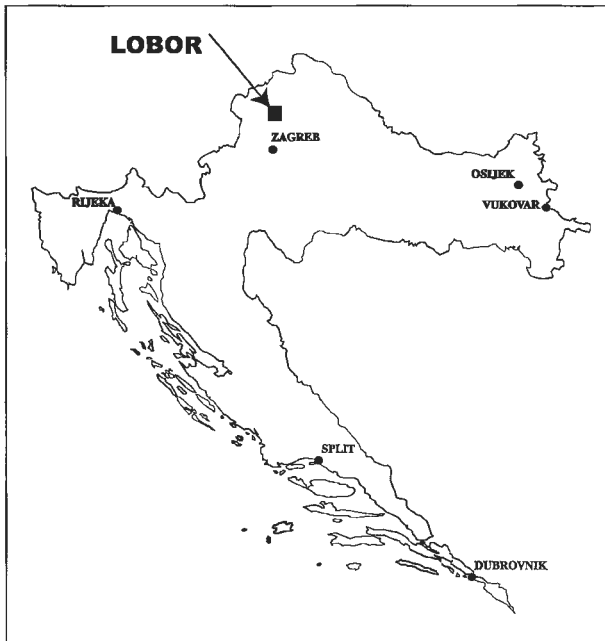 LOBOR
ZAGREB
OSIJEK
VUKOVAR
RIJEKA
SPLIT
DUBROVNIK